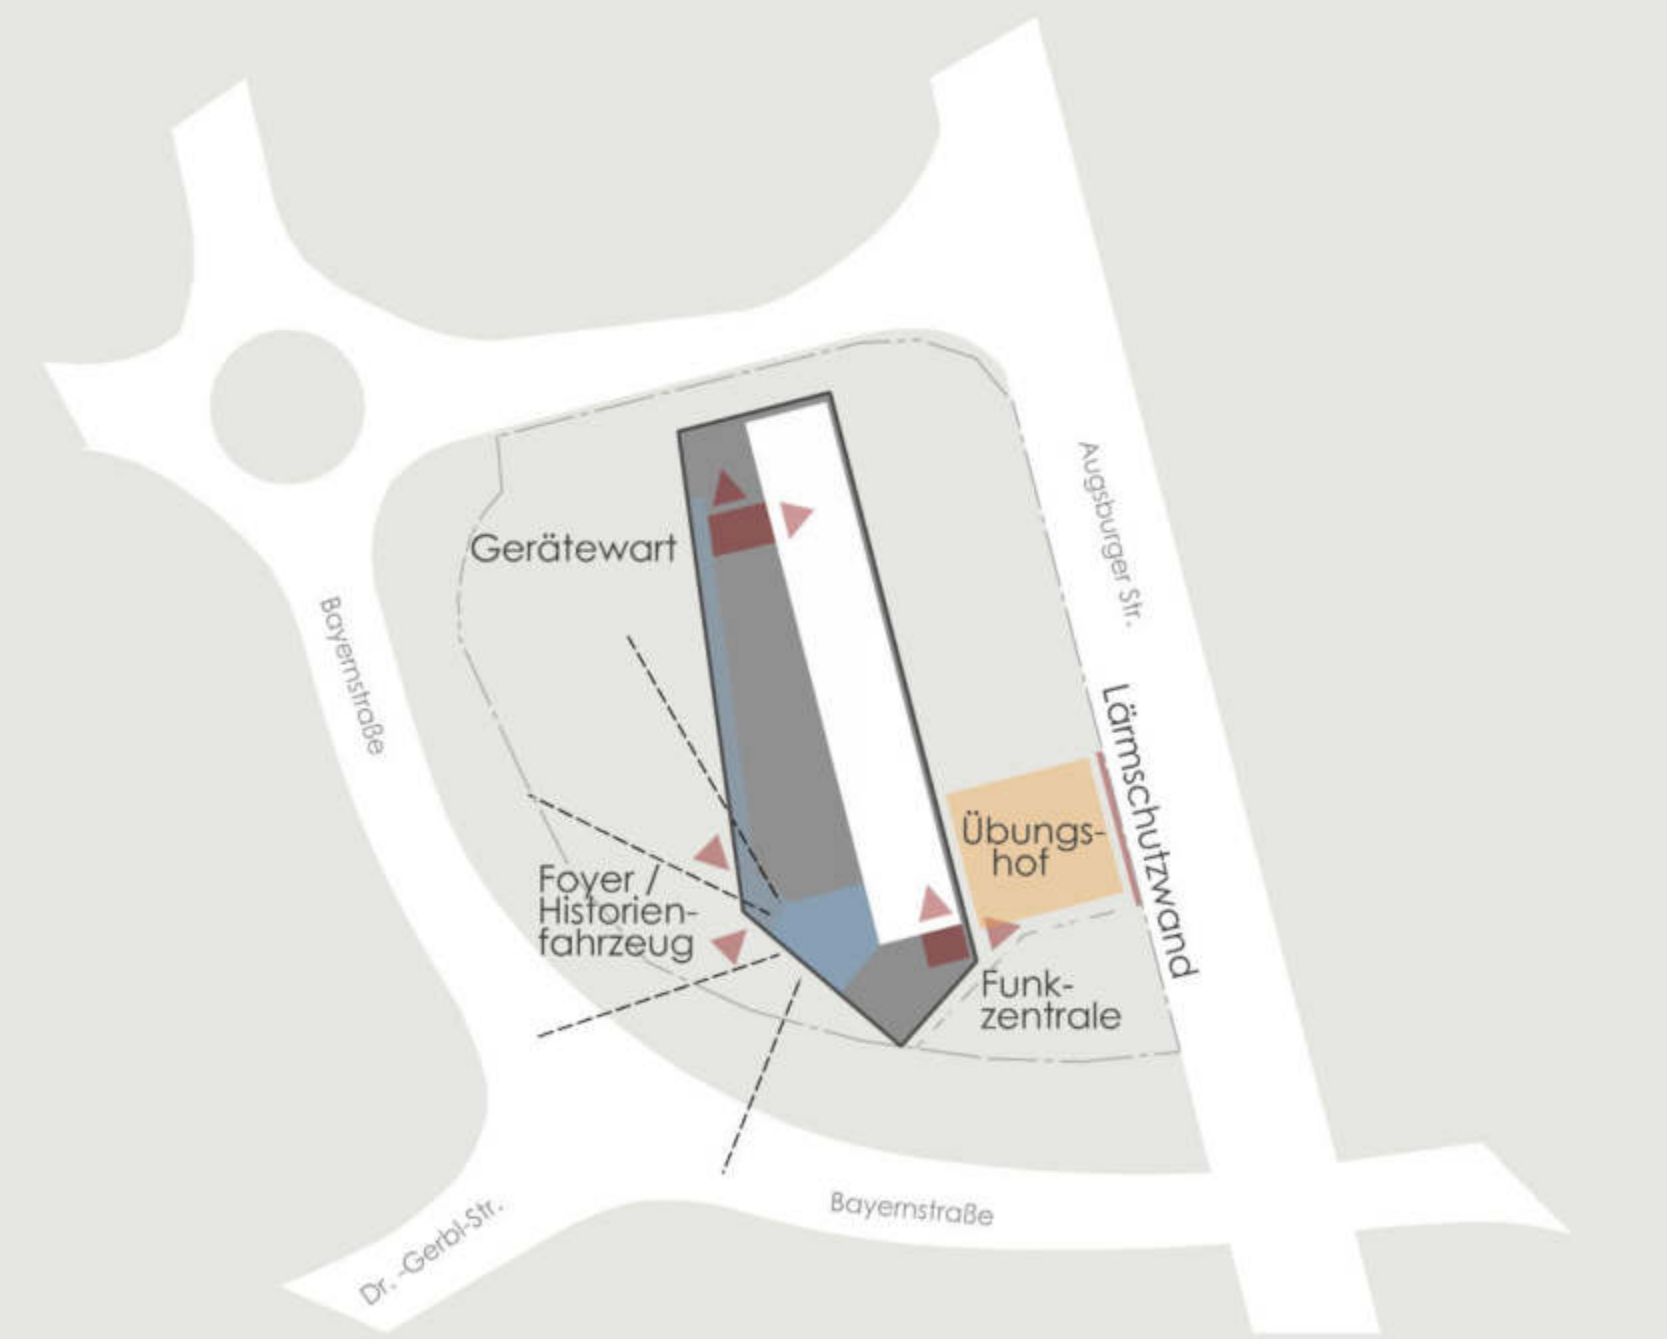 Augsburger Str.
Gerätewart
Bayernstraße
Lärmschutzwand
Übungs-
hof
Foyer /
Historien-
fahrzeug
Funk-
zentrale
Bayernstraße
Dr.-Gerbl-Str.